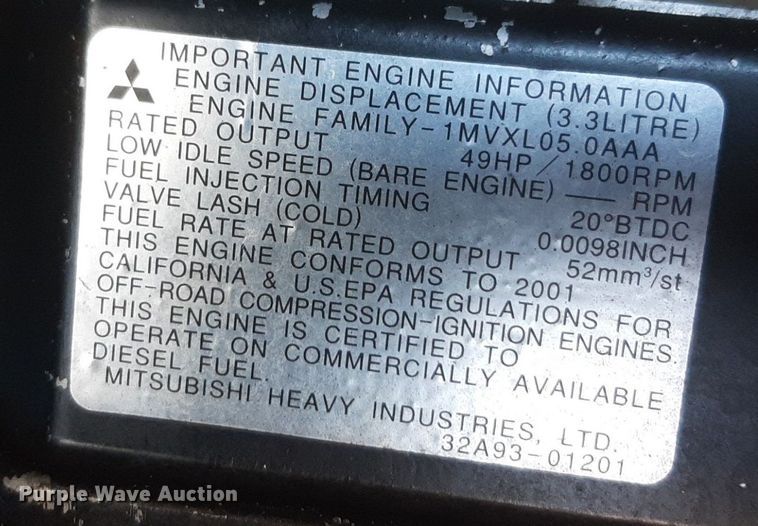 IMPORTANT ENGINE INFORMATION
ENGINE DISPLACEMENT (3.3LITRE)
ENGINE FAMILY-1MVXL05.0AAA
RATED OUTPUT 49HP/1800RPM
LOW IDLE SPEED (BARE ENGINE) — RPM
FUEL INJECTION TIMING 20°BTDC
VALVE LASH (COLD) 0.0098INCH
FUEL RATE AT RATED OUTPUT 52mm³/st
THIS ENGINE CONFORMS TO 2001
CALIFORNIA & U.S.EPA REGULATIONS FOR
OFF-ROAD COMPRESSION-IGNITION ENGINES.
THIS ENGINE IS CERTIFIED TO
OPERATE ON COMMERCIALLY AVAILABLE
DIESEL FUEL.
MITSUBISHI HEAVY INDUSTRIES, LTD.
32A93-01201
Purple Wave Auction